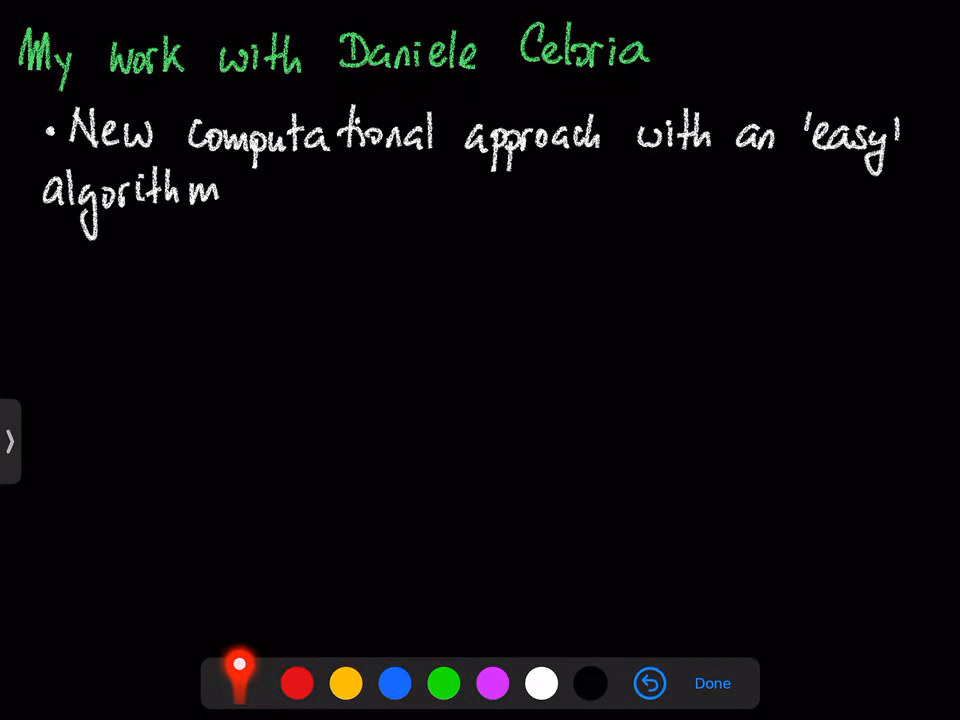 My work with Daniele Celoria
• New computational approach with an 'easy'
algorithm
Done